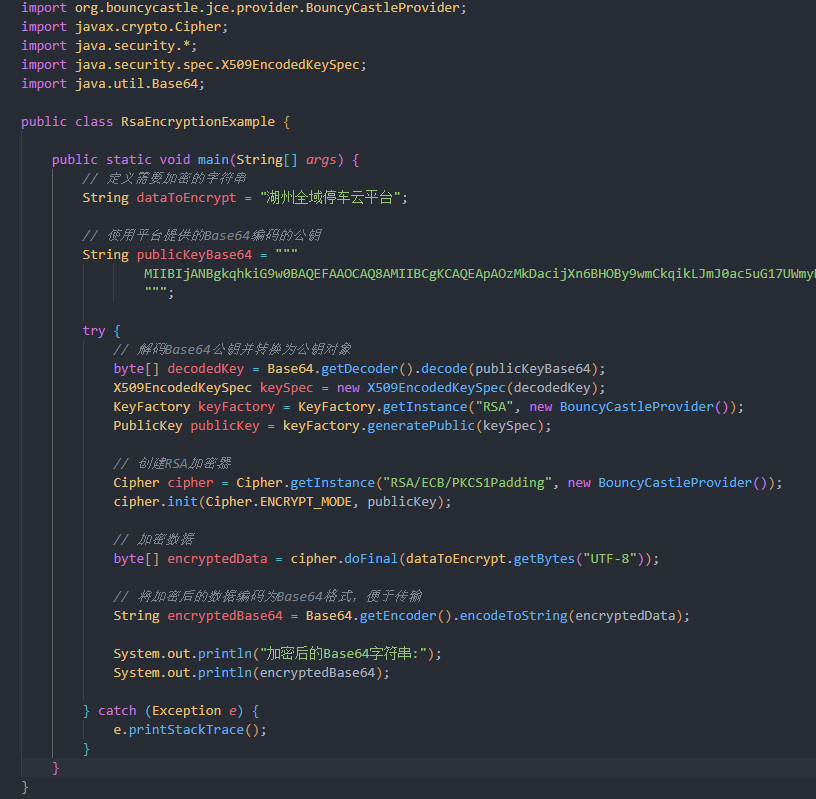 import org.bouncycastle.jce.provider.BouncyCastleProvider;
import javax.crypto.Cipher;
import java.security.*;
import java.security.spec.X509EncodedKeySpec;
import java.util.Base64;
public class RsaEncryptionExample {
public static void main(String[] args) {
// 定义需要加密的字符串
String dataToEncrypt = "湖州全域停车云平台";
// 使用平台提供的Base64编码的公钥
String publicKeyBase64 = """
MIIBIjANBgkqhkiG9w0BAQEFAAOCAQ8AMIIBCgKCAQEApAOzMkDacijXn6BHOBy9wmCkqikLJmJ0ac5uG17UWmy
""";
try {
// 解码Base64公钥并转换为公钥对象
byte[] decodedKey = Base64.getDecoder().decode(publicKeyBase64);
X509EncodedKeySpec keySpec = new X509EncodedKeySpec(decodedKey);
KeyFactory keyFactory = KeyFactory.getInstance("RSA", new BouncyCastleProvider());
PublicKey publicKey = keyFactory.generatePublic(keySpec);
// 创建RSA加密器
Cipher cipher = Cipher.getInstance("RSA/ECB/PKCS1Padding", new BouncyCastleProvider());
cipher.init(Cipher.ENCRYPT_MODE, publicKey);
// 加密数据
byte[] encryptedData = cipher.doFinal(dataToEncrypt.getBytes("UTF-8"));
// 将加密后的数据编码为Base64格式，便于传输
String encryptedBase64 = Base64.getEncoder().encodeToString(encryptedData);
System.out.println("加密后的Base64字符串:");
System.out.println(encryptedBase64);
} catch (Exception e) {
e.printStackTrace();
}
}
}